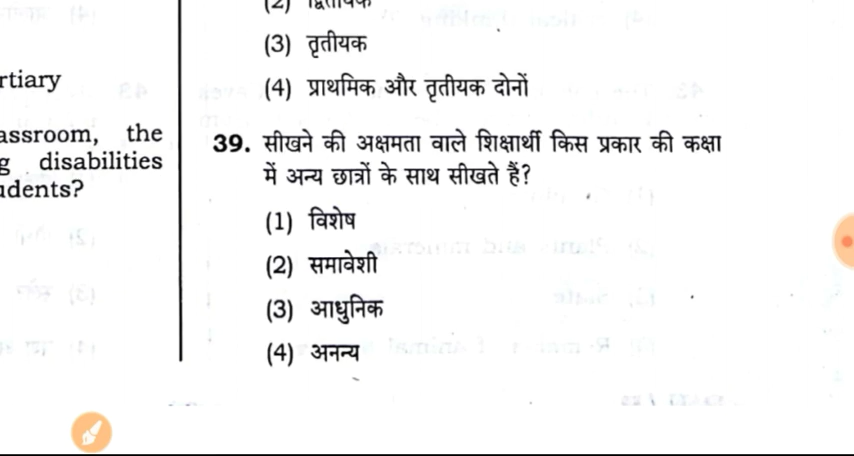 (3) तृतीयक
rtiary
(4) प्राथमिक और तृतीयक दोनों
assroom, the
39. सीखने की अक्षमता वाले शिक्षार्थी किस प्रकार की कक्षा
g disabilities
में अन्य छात्रों के साथ सीखते हैं?
udents?
(1) विशेष
(2) समावेशी
(3) आधुनिक
(4) अनन्य